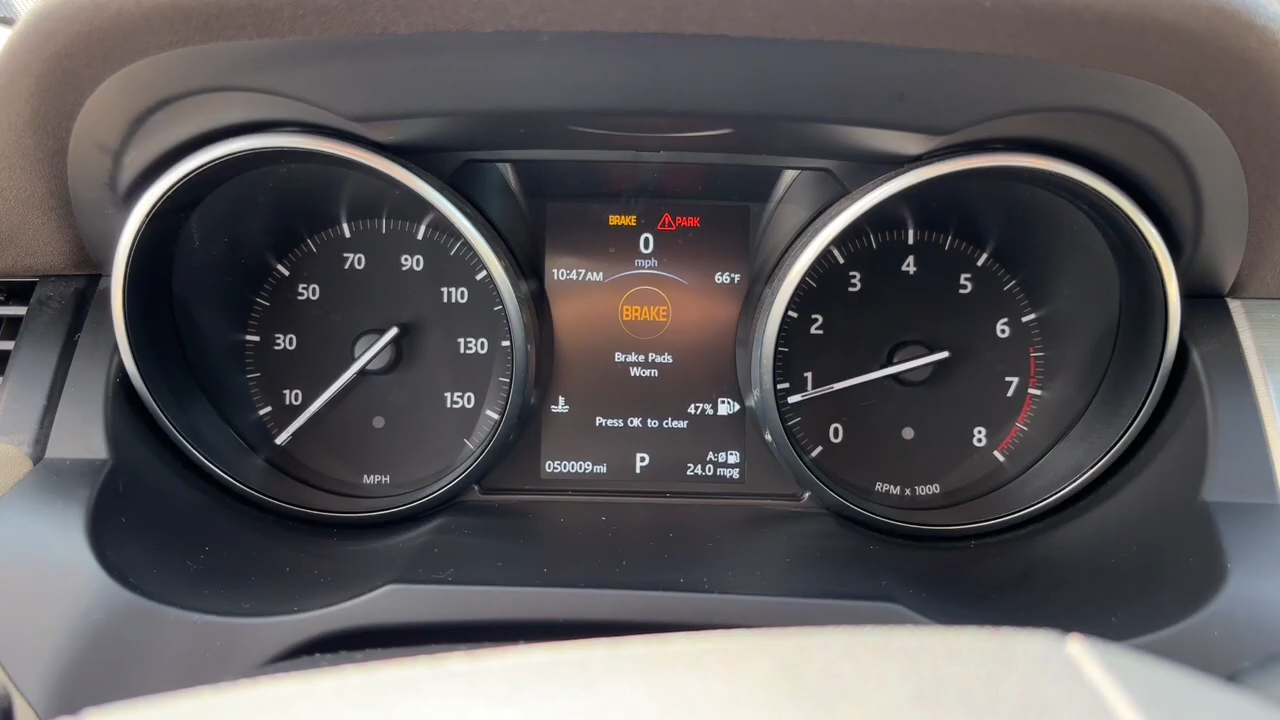 10
30
50
70
90
110
130
150
MPH
BRAKE
PARK
0
mph
10:47AM
66°F
BRAKE
Brake Pads
Worn
47%
Press OK to clear
A:Ø
050009mi
P
24.0 mpg
0
1
2
3
4
5
6
7
8
RPM x 1000